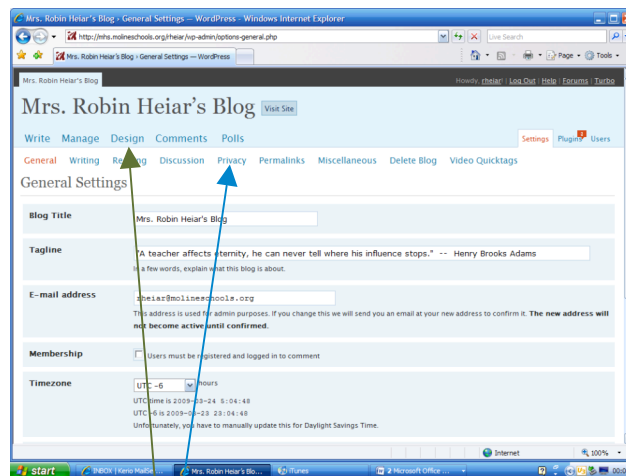 Mrs. Robin Heiar's Blog › General Settings — WordPress - Windows Internet Explorer
http://mhs.molineschools.org/rheiar/wp-admin/options-general.php
Live Search
Mrs. Robin Heiar's Blog › General Settings — WordPress
Page
Tools
Mrs. Robin Heiar's Blog
Howdy, rheiar! | Log Out | Help | Forums | Turbo
Mrs. Robin Heiar's Blog Visit Site
Write Manage Design Comments Polls Settings Plugins Users
General Writing Discussion Privacy Permalinks Miscellaneous Delete Blog Video Quicktags
General Settings
Blog Title
Mrs. Robin Heiar's Blog
Tagline
"A teacher affects eternity, he can never tell where his influence stops." -- Henry Brooks Adams
In a few words, explain what this blog is about.
E-mail address
rheiar@molineschools.org
This address is used for admin purposes. If you change this we will send you an email at your new address to confirm it. The new address will
not become active until confirmed.
Membership
Users must be registered and logged in to comment
Timezone
UTC -6 hours
UTC time is 2009-03-24 5:04:48
UTC -6 is 2009-03-23 23:04:48
Unfortunately, you have to manually update this for Daylight Savings Time.
Internet 100%
start
INBOX | Kerio MailSe...
Mrs. Robin Heiar's Blo...
iTunes
2 Microsoft Office ...